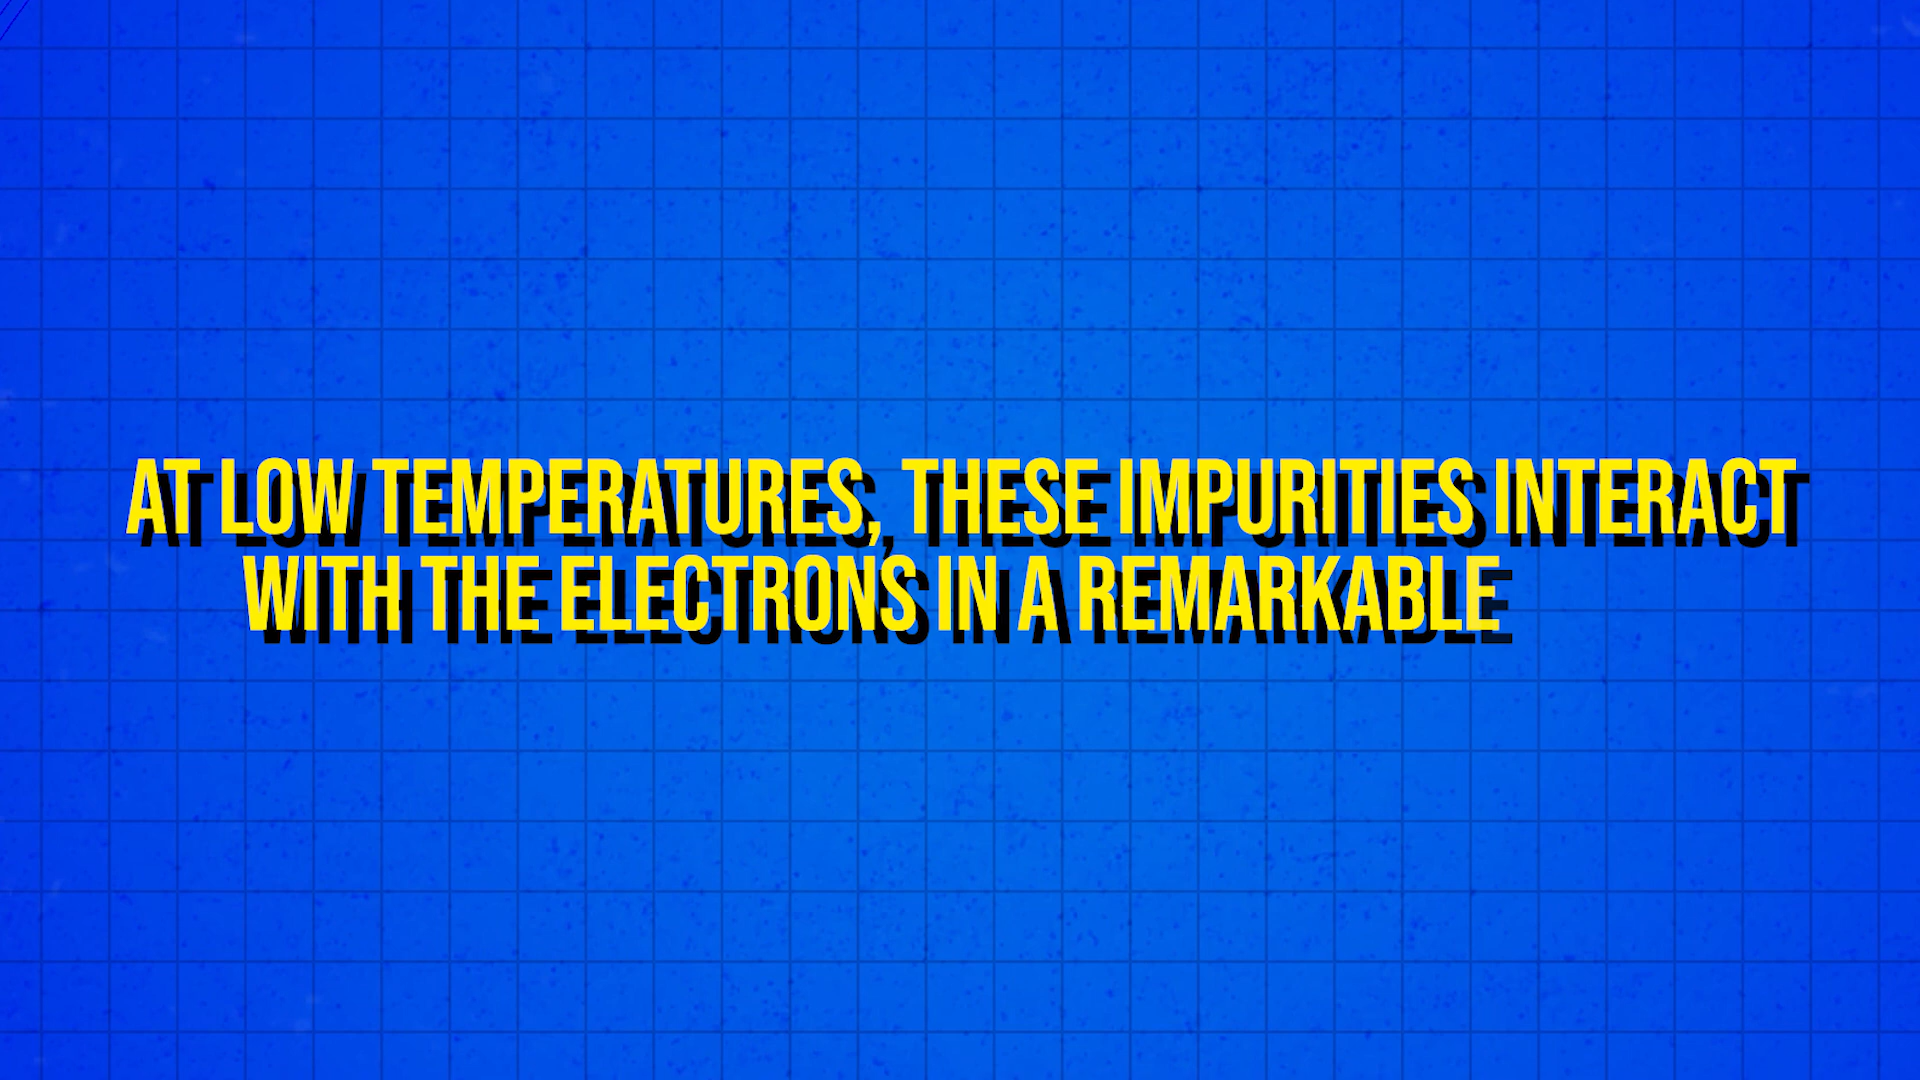 AT LOW TEMPERATURES, THESE IMPURITIES INTERACT
WITH THE ELECTRONS IN A REMARKABLE